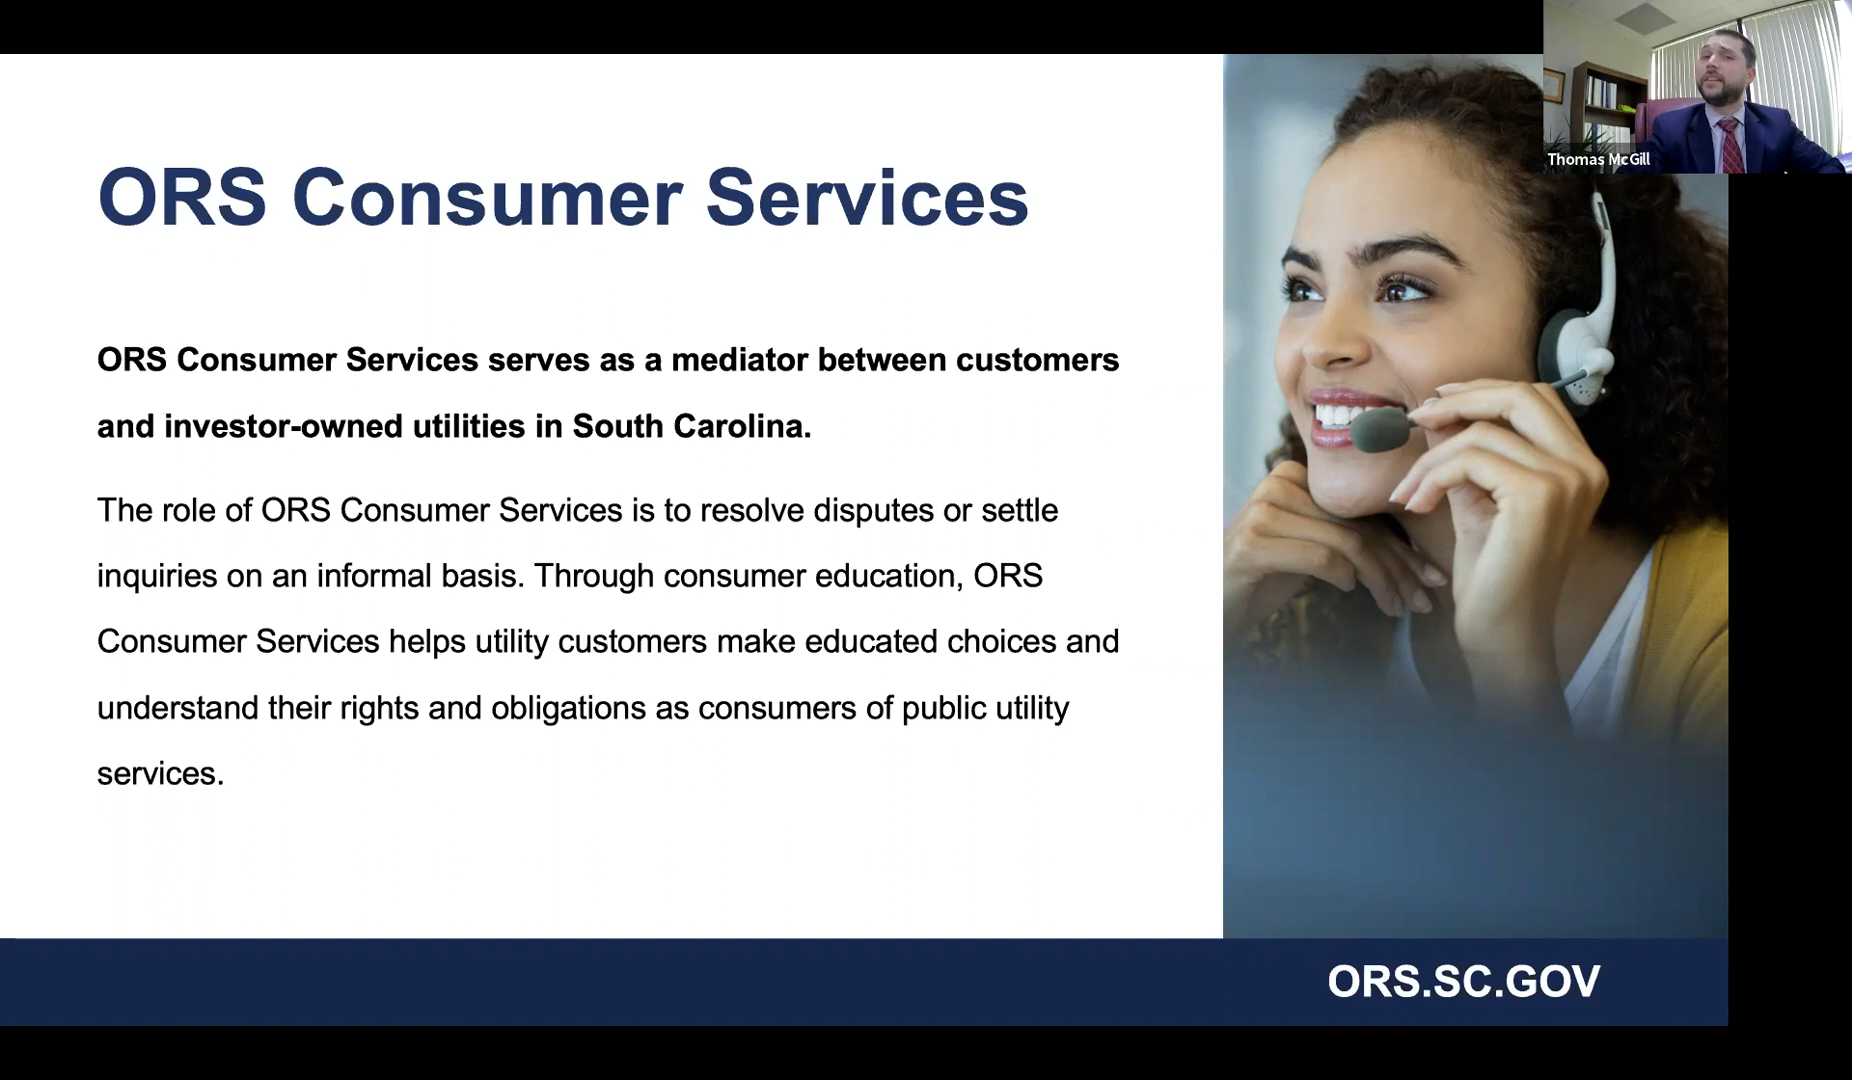 Thomas McGill
ORS Consumer Services
ORS Consumer Services serves as a mediator between customers
and investor-owned utilities in South Carolina.
The role of ORS Consumer Services is to resolve disputes or settle
inquiries on an informal basis. Through consumer education, ORS
Consumer Services helps utility customers make educated choices and
understand their rights and obligations as consumers of public utility
services.
ORS.SC.GOV